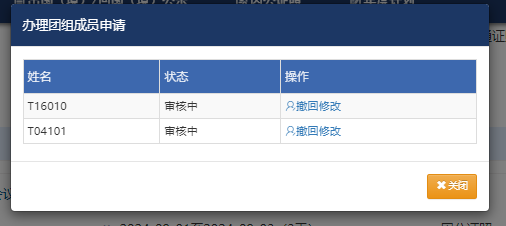 办理团组成员申请
姓名 状态 操作
T16010 审核中 撤回修改
T04101 审核中 撤回修改
关闭